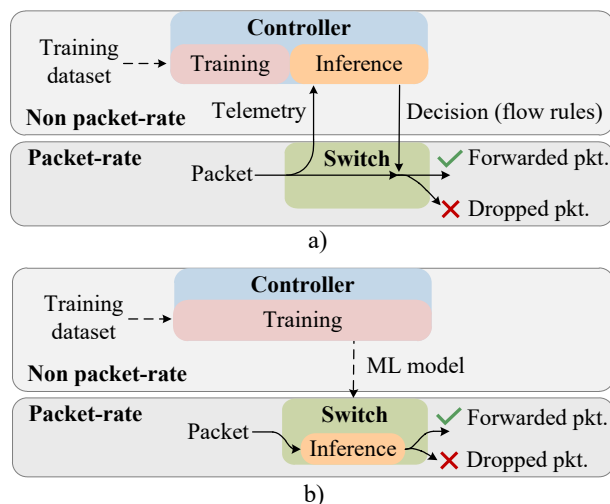 Controller
Training
dataset
Training
Inference
Telemetry
Decision (flow rules)
Non packet-rate
Packet-rate
Switch
Packet
Forwarded pkt.
Dropped pkt.
a)
Controller
Training
dataset
Training
ML model
Non packet-rate
Packet-rate
Switch
Packet
Inference
Forwarded pkt.
Dropped pkt.
b)